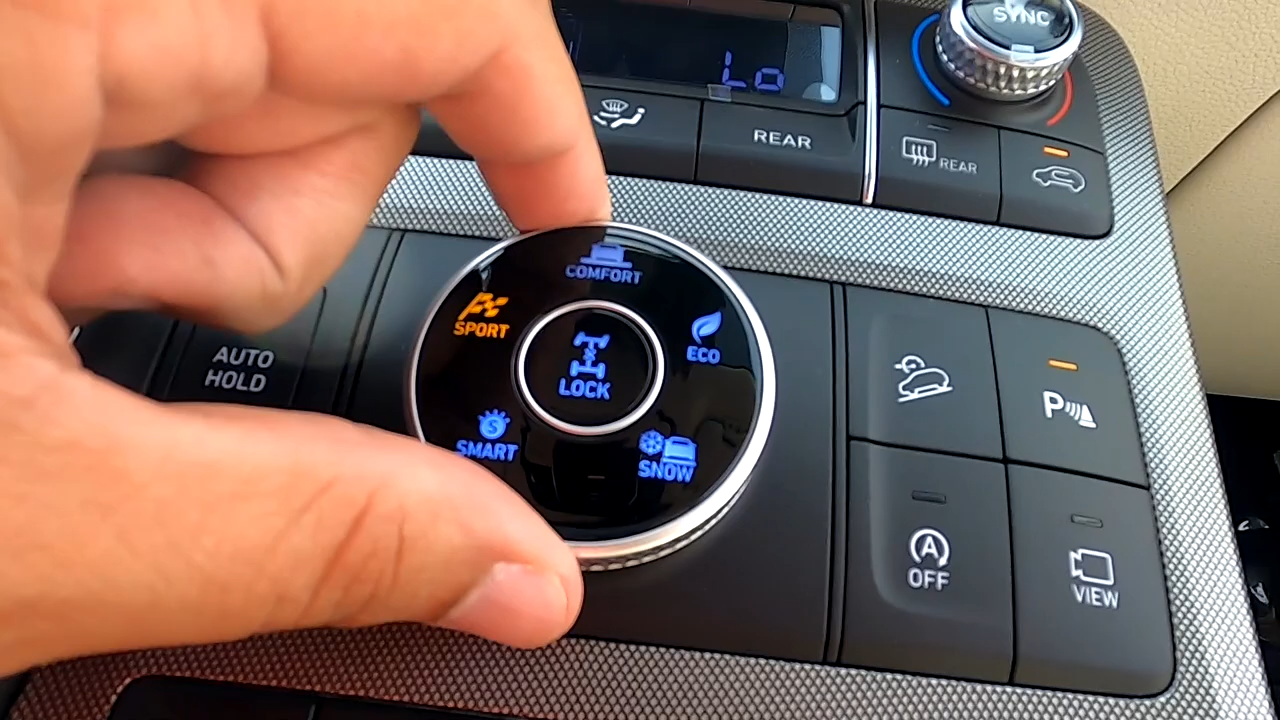 SYNC
Lo
REAR
REAR
COMFORT
SPORT
ECO
LOCK
SMART
S
SNOW
AUTO
HOLD
P
A
OFF
VIEW